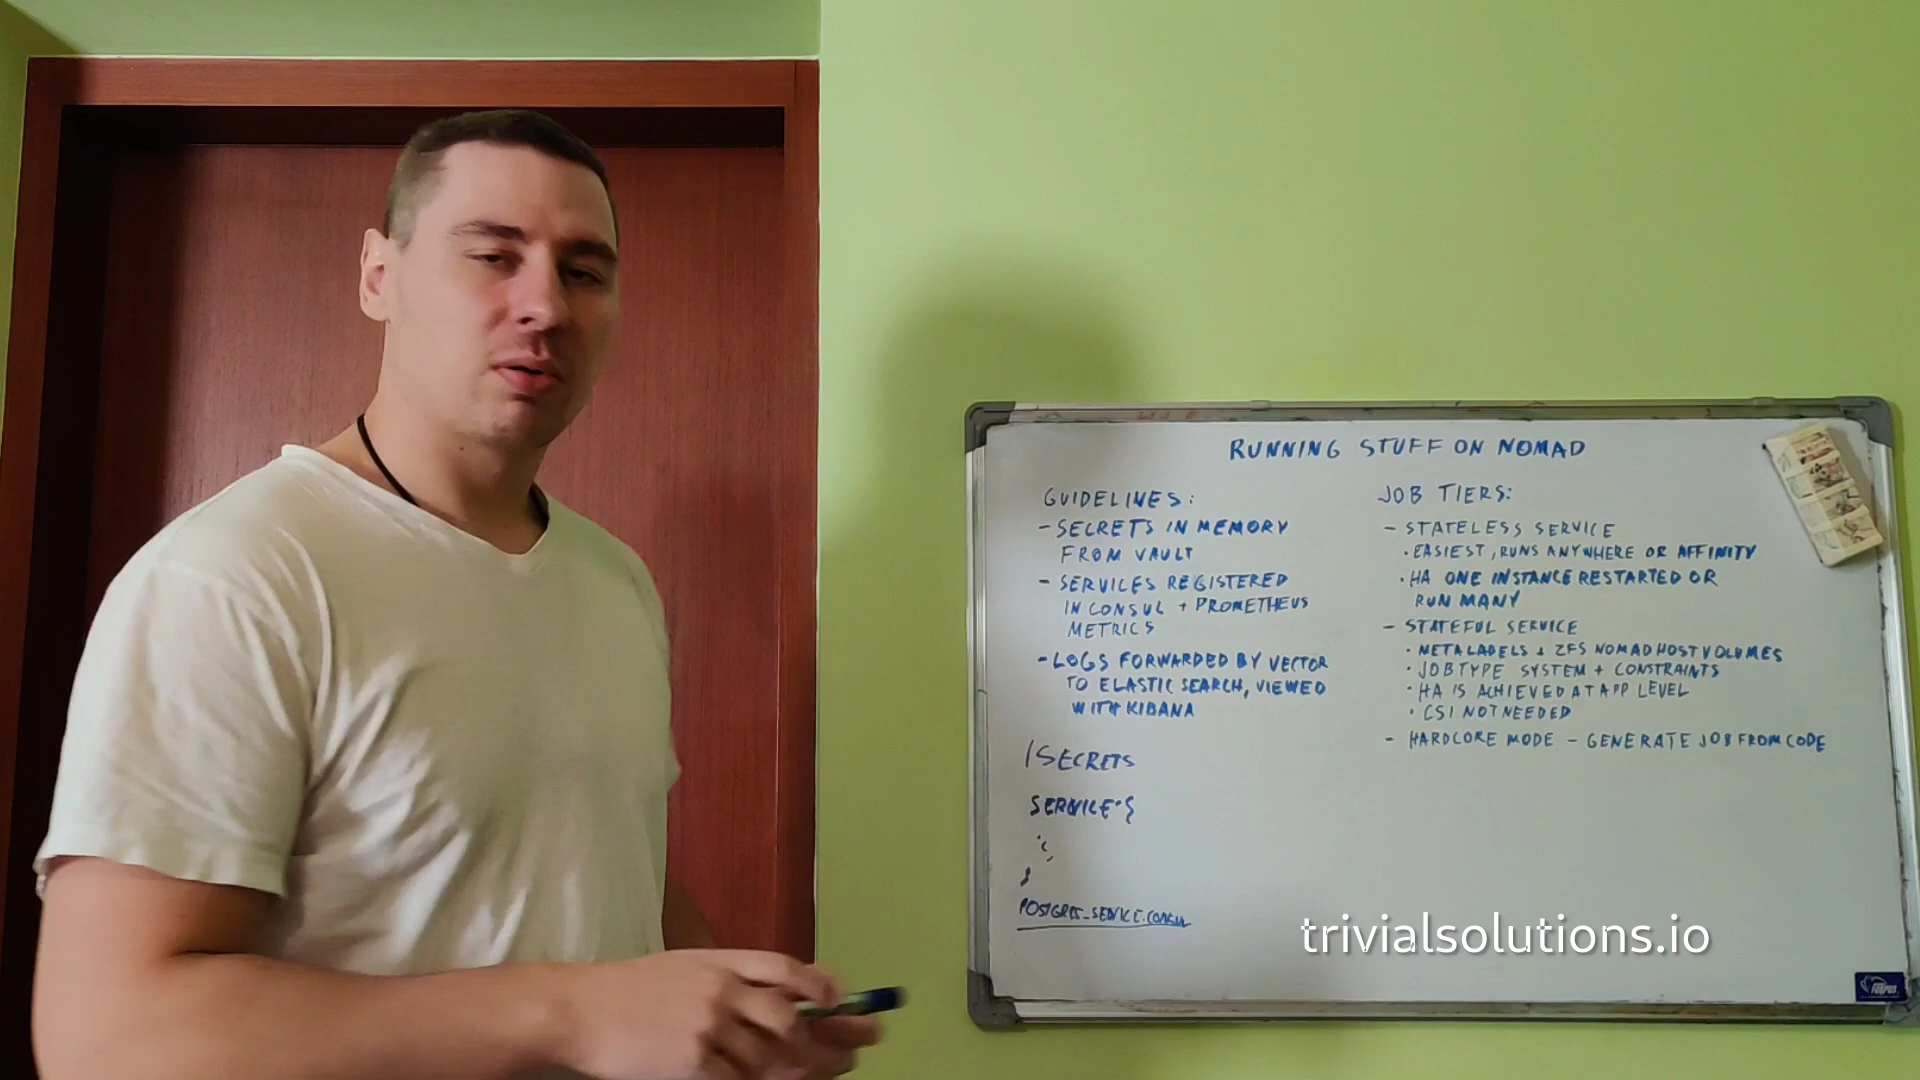 RUNNING STUFF ON NOMAD
GUIDELINES:
- SECRETS IN MEMORY
FROM VAULT
- SERVICES REGISTERED
IN CONSUL + PROMETHEUS
METRICS
- LOGS FORWARDED BY VECTOR
TO ELASTIC SEARCH, VIEWED
WITH KIBANA
/SECRETS
SERVICE {
}
JOB TIERS:
- STATELESS SERVICE
· EASIEST, RUNS ANYWHERE OR AFFINITY
· HA ONE INSTANCE RESTARTED OR
RUN MANY
- STATEFUL SERVICE
· META LABELS + ZFS NOMAD HOST VOLUMES
· JOB TYPE SYSTEM + CONSTRAINTS
· HA IS ACHIEVED AT APP LEVEL
· CSI NOT NEEDED
- HARDCORE MODE - GENERATE JOB FROM CODE
trivialsolutions.io